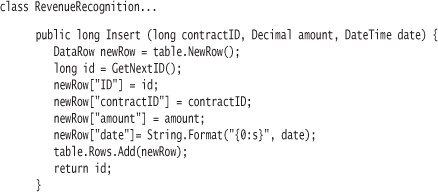 class RevenueRecognition...
public long Insert (long contractID, Decimal amount, DateTime date) {
DataRow newRow = table.NewRow();
long id = GetNextID();
newRow["ID"] = id;
newRow["contractID"] = contractID;
newRow["amount"] = amount;
newRow["date"]= String.Format("{0:s}", date);
table.Rows.Add(newRow);
return id;
}